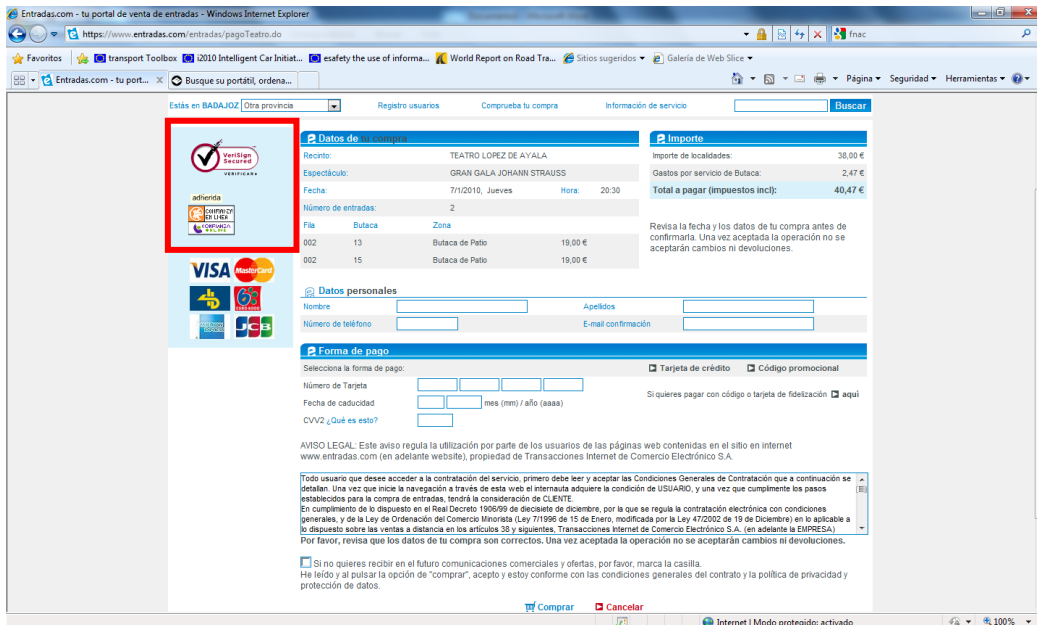 Entradas.com - tu portal de venta de entradas - Windows Internet Explorer
https://www.entradas.com/entradas/pagoTeatro.do
fnac
Favoritos transport Toolbox i2010 Intelligent Car Initiat... esafety the use of informa... World Report on Road Tra... Sitios sugeridos Galería de Web Slice
Entradas.com - tu port... X Busque su portátil, ordena... Página Seguridad Herramientas
Estás en BADAJOZ Otra provincia Registro usuarios Comprueba tu compra Información de servicio Buscar
VeriSign
Secured
VERIFICAR
adherida
CONFIANZA
EN LINEA
CONFIANZA
ONLINE
VISA MasterCard
6000
AMERICAN
EXPRESS
JCB
Datos de tu compra
Recinto: TEATRO LOPEZ DE AYALA
Espectáculo: GRAN GALA JOHANN STRAUSS
Fecha: 7/1/2010, Jueves Hora: 20:30
Número de entradas: 2
Fila Butaca Zona
002 13 Butaca de Patio 19,00 €
002 15 Butaca de Patio 19,00 €
Importe
Importe de localidades: 38,00 €
Gastos por servicio de Butaca: 2,47 €
Total a pagar (impuestos incl): 40,47 €
Revisa la fecha y los datos de tu compra antes de
confirmarla. Una vez aceptada la operación no se
aceptarán cambios ni devoluciones.
Datos personales
Nombre Apellidos
Número de teléfono E-mail confirmación
Forma de pago
Selecciona la forma de pago: Tarjeta de crédito Código promocional
Número de Tarjeta
Si quieres pagar con código o tarjeta de fidelización aquí
Fecha de caducidad mes (mm) / año (aaaa)
CVV2 ¿Qué es esto?
AVISO LEGAL: Este aviso regula la utilización por parte de los usuarios de las páginas web contenidas en el sitio en internet
www.entradas.com (en adelante website), propiedad de Transacciones Internet de Comercio Electrónico S.A.
Todo usuario que desee acceder a la contratación del servicio, primero debe leer y aceptar las Condiciones Generales de Contratación que a continuación se
detallan. Una vez que inicie la navegación a través de esta web el internauta adquiere la condición de USUARIO, y una vez que cumplimente los pasos
establecidos para la compra de entradas, tendrá la consideración de CLIENTE.
En cumplimiento de lo dispuesto en el Real Decreto 1906/99 de diecisiete de diciembre, por la que se regula la contratación electrónica con condiciones
generales, y de la Ley de Ordenación del Comercio Minorista (Ley 7/1996 de 15 de Enero, modificada por la Ley 47/2002 de 19 de Diciembre) en lo aplicable a
lo dispuesto sobre las ventas a distancia en los artículos 38 y siguientes, Transacciones Internet de Comercio Electrónico S.A. (en adelante la EMPRESA)
Por favor, revisa que los datos de tu compra son correctos. Una vez aceptada la operación no se aceptarán cambios ni devoluciones.
Si no quieres recibir en el futuro comunicaciones comerciales y ofertas, por favor, marca la casilla.
He leído y al pulsar la opción de "comprar", acepto y estoy conforme con las condiciones generales del contrato y la política de privacidad y
protección de datos.
Comprar Cancelar
Internet | Modo protegido: activado 100%